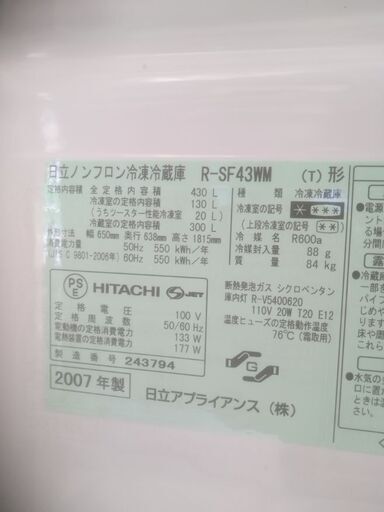 日立ノンフロン冷凍冷蔵庫 R-SF43WM (T) 形
定格内容積 全定格内容積 430 L
冷凍室の定格内容積 130 L
(うちツースター性能冷凍室 20 L)
冷蔵室の定格内容積 300 L
外形寸法 幅 650mm 奥行 638mm 高さ 1815mm
消費電力量 50Hz 550 kWh/年
C 9801-2006年) 60Hz 550 kWh/年
種類 冷凍冷蔵庫
冷凍室の記号 * ***
(上段冷凍室の記号 **)
冷媒 R600a
冷媒封入量 88 g
質量 84 kg
PS
E
HITACHI JET
定格電圧 100 V
定格周波数 50/60 Hz
電動機の定格消費電力 133 W
電熱装置の定格消費電力 177 W
製造番号 243794
断熱発泡ガス シクロペンタン
庫内灯 R-V5400620
110V 20W T20 E12
温度ヒューズの定格動作温度
76℃ (霜取用)
SG
2007 年製
日立アプライアンス (株)
電源
る場